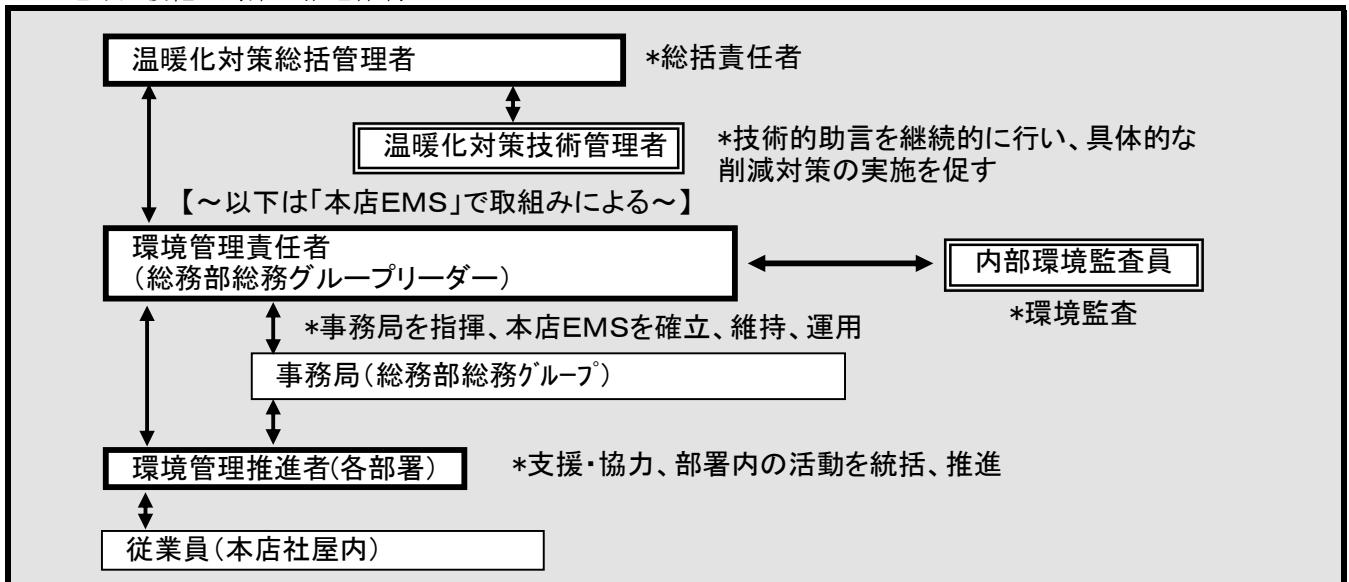 温暖化対策総括管理者
*総括責任者
温暖化対策技術管理者
*技術的助言を継続的に行い、具体的な
削減対策の実施を促す
【～以下は「本店ＥＭＳ」で取組みによる～】
環境管理責任者
（総務部総務グループリーダー）
内部環境監査員
*環境監査
*事務局を指揮、本店ＥＭＳを確立、維持、運用
事務局（総務部総務ｸﾞﾙｰﾌﾟ）
環境管理推進者(各部署）
*支援・協力、部署内の活動を統括、推進
従業員（本店社屋内）